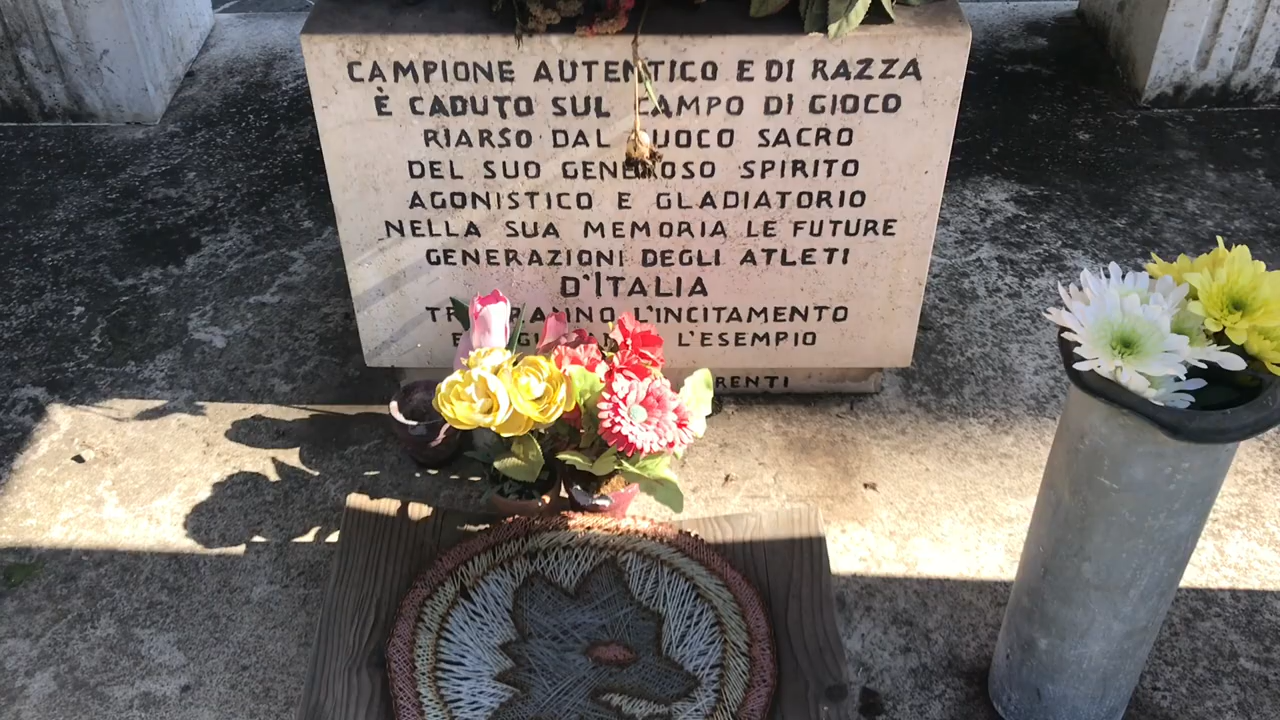 CAMPIONE AUTENTICO E DI RAZZA
È CADUTO SUL CAMPO DI GIOCO
RIARSO DAL FUOCO SACRO
DEL SUO GENEROSO SPIRITO
AGONISTICO E GLADIATORIO
NELLA SUA MEMORIA LE FUTURE
GENERAZIONI DEGLI ATLETI
D'ITALIA
TRARRANNO L'INCITAMENTO
L'ESEMPIO